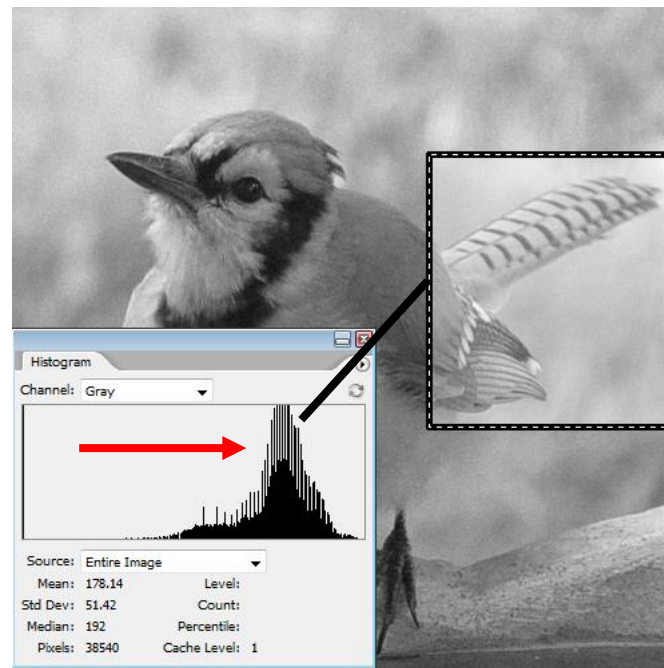 Histogram
Channel: Gray
Source: Entire Image
Mean: 178.14 Level:
Std Dev: 51.42 Count:
Median: 192 Percentile:
Pixels: 38540 Cache Level: 1